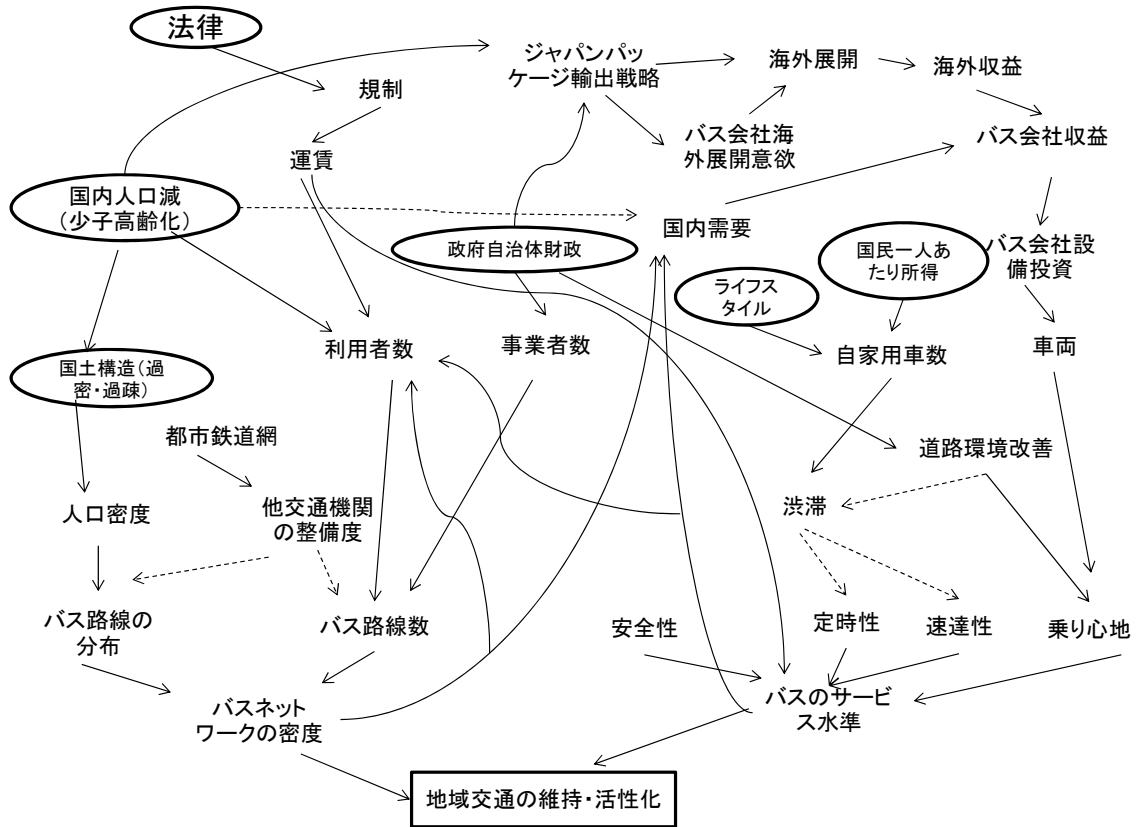 法律
ジャパンパッ
ケージ輸出戦略
海外展開
海外収益
規制
バス会社海
外展開意欲
バス会社収益
運賃
国内人口減
(少子高齢化)
国内需要
政府自治体財政
国民一人あ
たり所得
バス会社設
備投資
ライフス
タイル
利用者数
事業者数
自家用車数
車両
国土構造(過
密・過疎)
都市鉄道網
道路環境改善
人口密度
他交通機関
の整備度
渋滞
バス路線の
分布
バス路線数
安全性
定時性
速達性
乗り心地
バスネット
ワークの密度
バスのサービ
ス水準
地域交通の維持・活性化